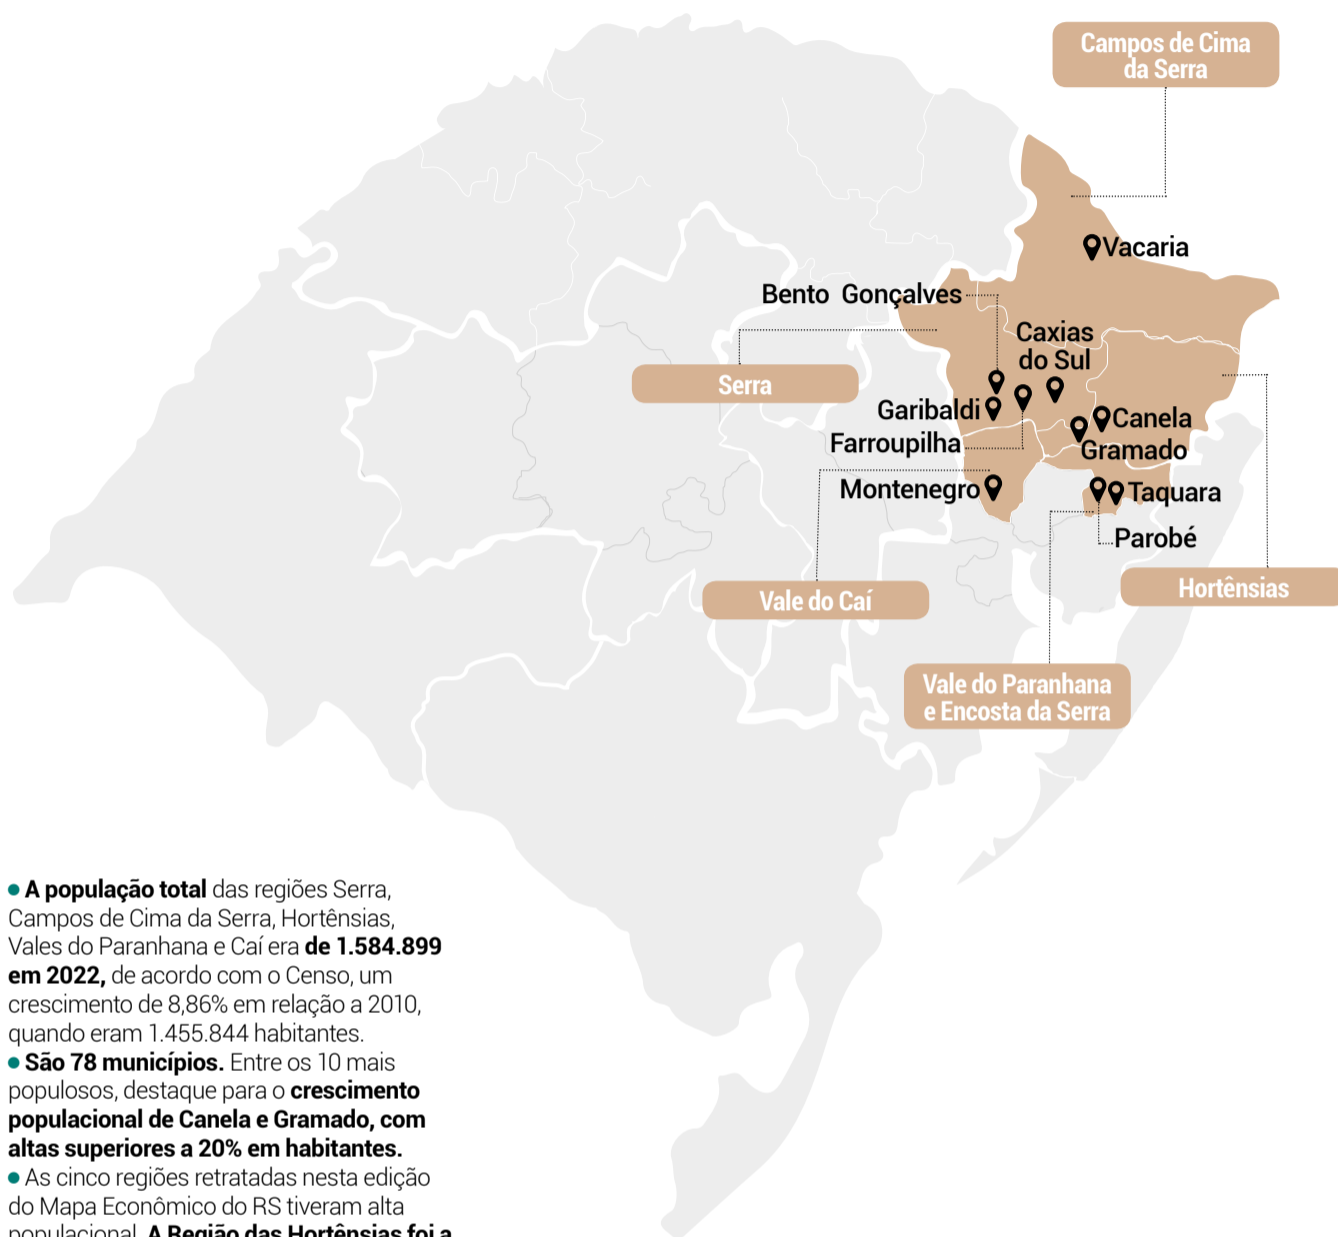 Campos de Cima
da Serra
Vacaria
Bento Gonçalves
Caxias
do Sul
Serra
Garibaldi
Canela
Farroupilha
Gramado
Montenegro
Taquara
Parobé
Hortênsias
Vale do Caí
Vale do Paranhana
e Encosta da Serra
● A população total das regiões Serra,
Campos de Cima da Serra, Hortênsias,
Vales do Paranhana e Caí era de 1.584.899
em 2022, de acordo com o Censo, um
crescimento de 8,86% em relação a 2010,
quando eram 1.455.844 habitantes.
● São 78 municípios. Entre os 10 mais
populosos, destaque para o crescimento
populacional de Canela e Gramado, com
altas superiores a 20% em habitantes.
● As cinco regiões retratadas nesta edição
do Mapa Econômico do RS tiveram alta
populacional. A Região das Hortênsias foi a